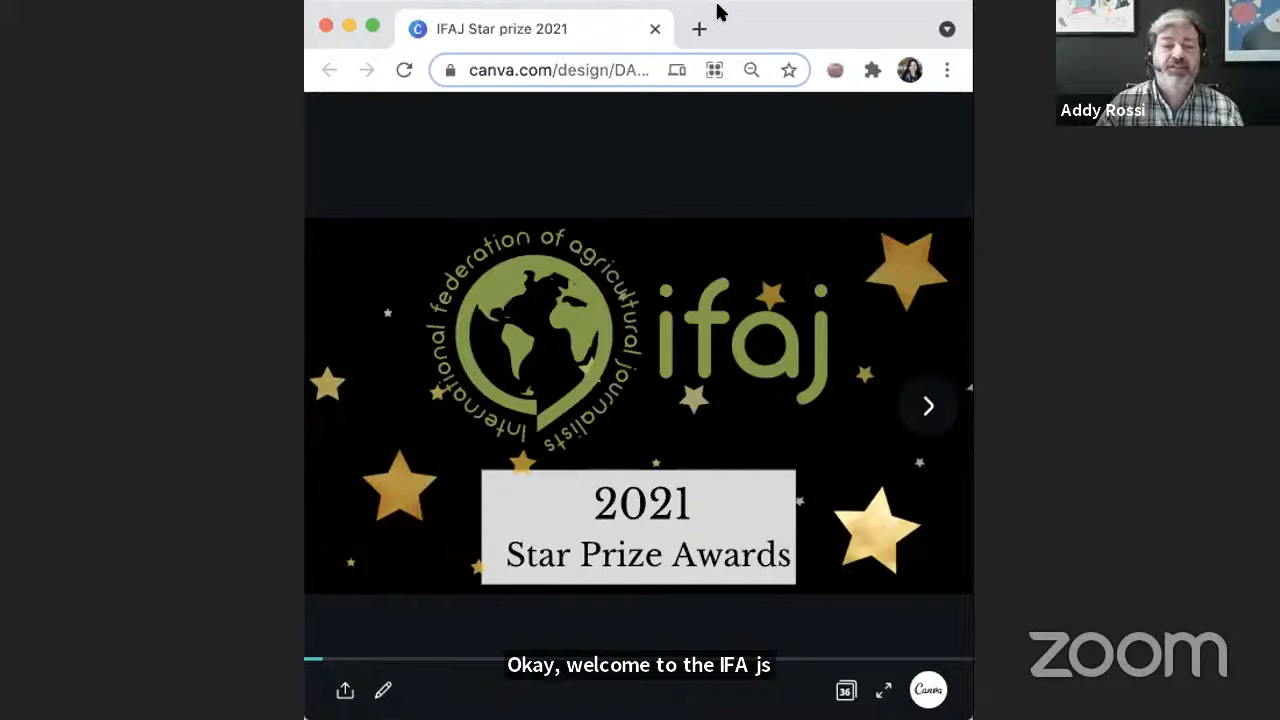 IFAJ Star prize 2021
canva.com/design/DA...
Addy Rossi
International federation of agricultural journalists
ifaj
2021
Star Prize Awards
Okay, welcome to the IFA js
36
Canva
zoom